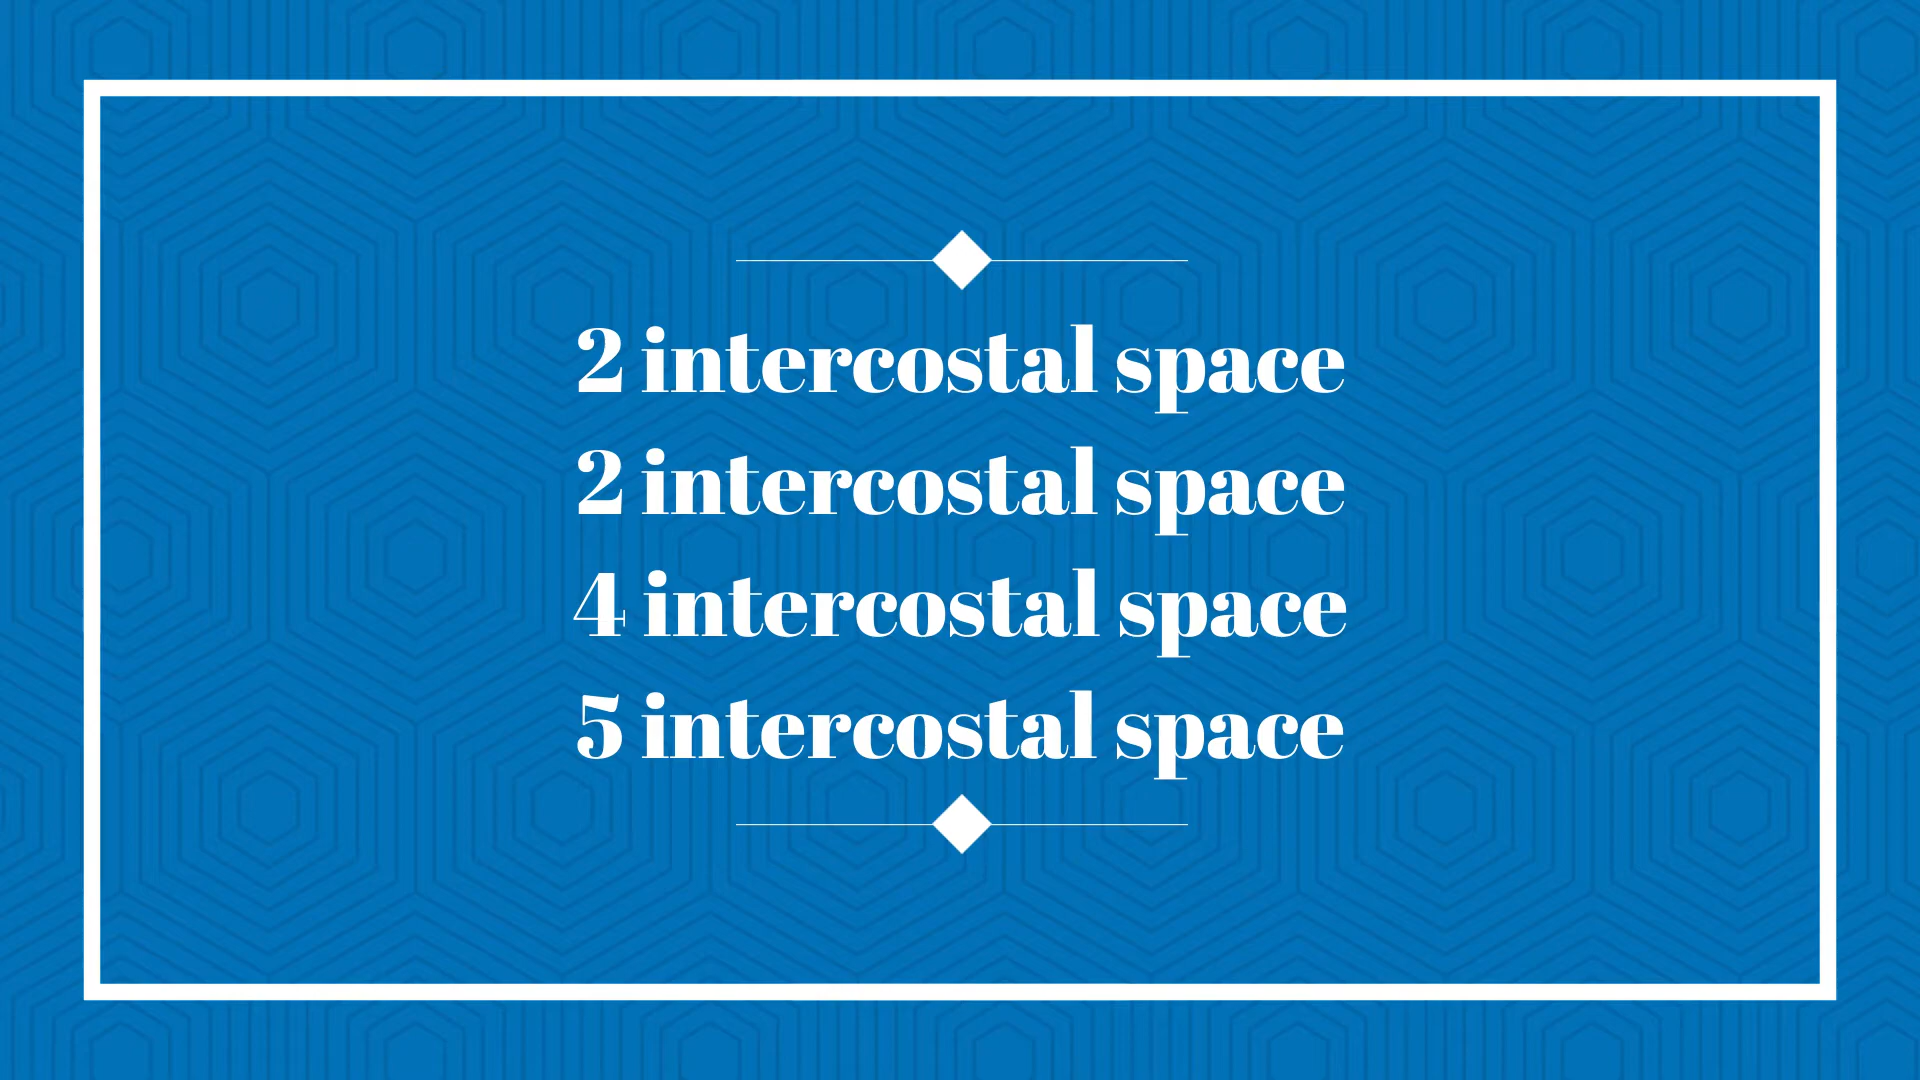 2 intercostal space
2 intercostal space
4 intercostal space
5 intercostal space